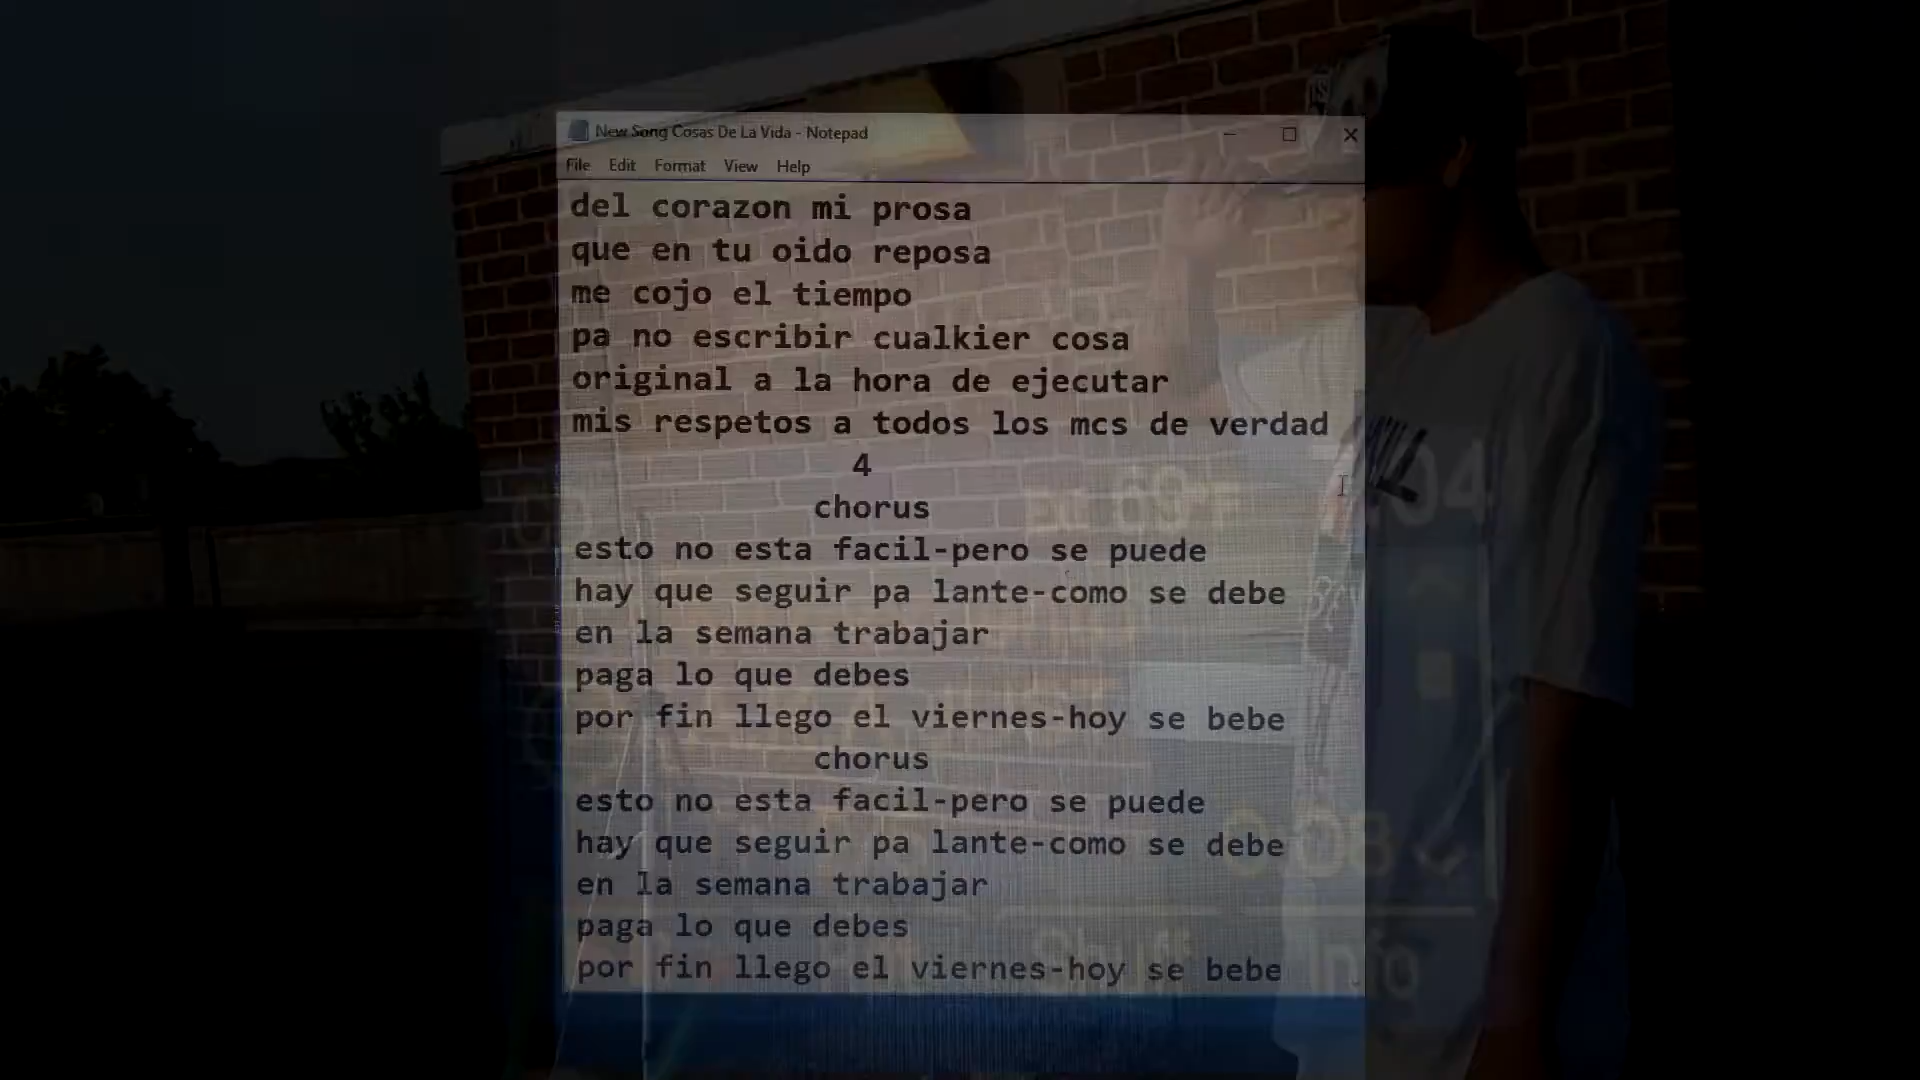 New Song Cosas De La Vida - Notepad
File Edit Format View Help
del corazon mi prosa
que en tu oido reposa
me cojo el tiempo
pa no escribir cualkier cosa
original a la hora de ejecutar
mis respetos a todos los mcs de verdad
4
chorus
esto no esta facil-pero se puede
hay que seguir pa lante-como se debe
en la semana trabajar
paga lo que debes
por fin llego el viernes-hoy se bebe
chorus
esto no esta facil-pero se puede
hay que seguir pa lante-como se debe
en la semana trabajar
paga lo que debes
por fin llego el viernes-hoy se bebe
69°F
Info